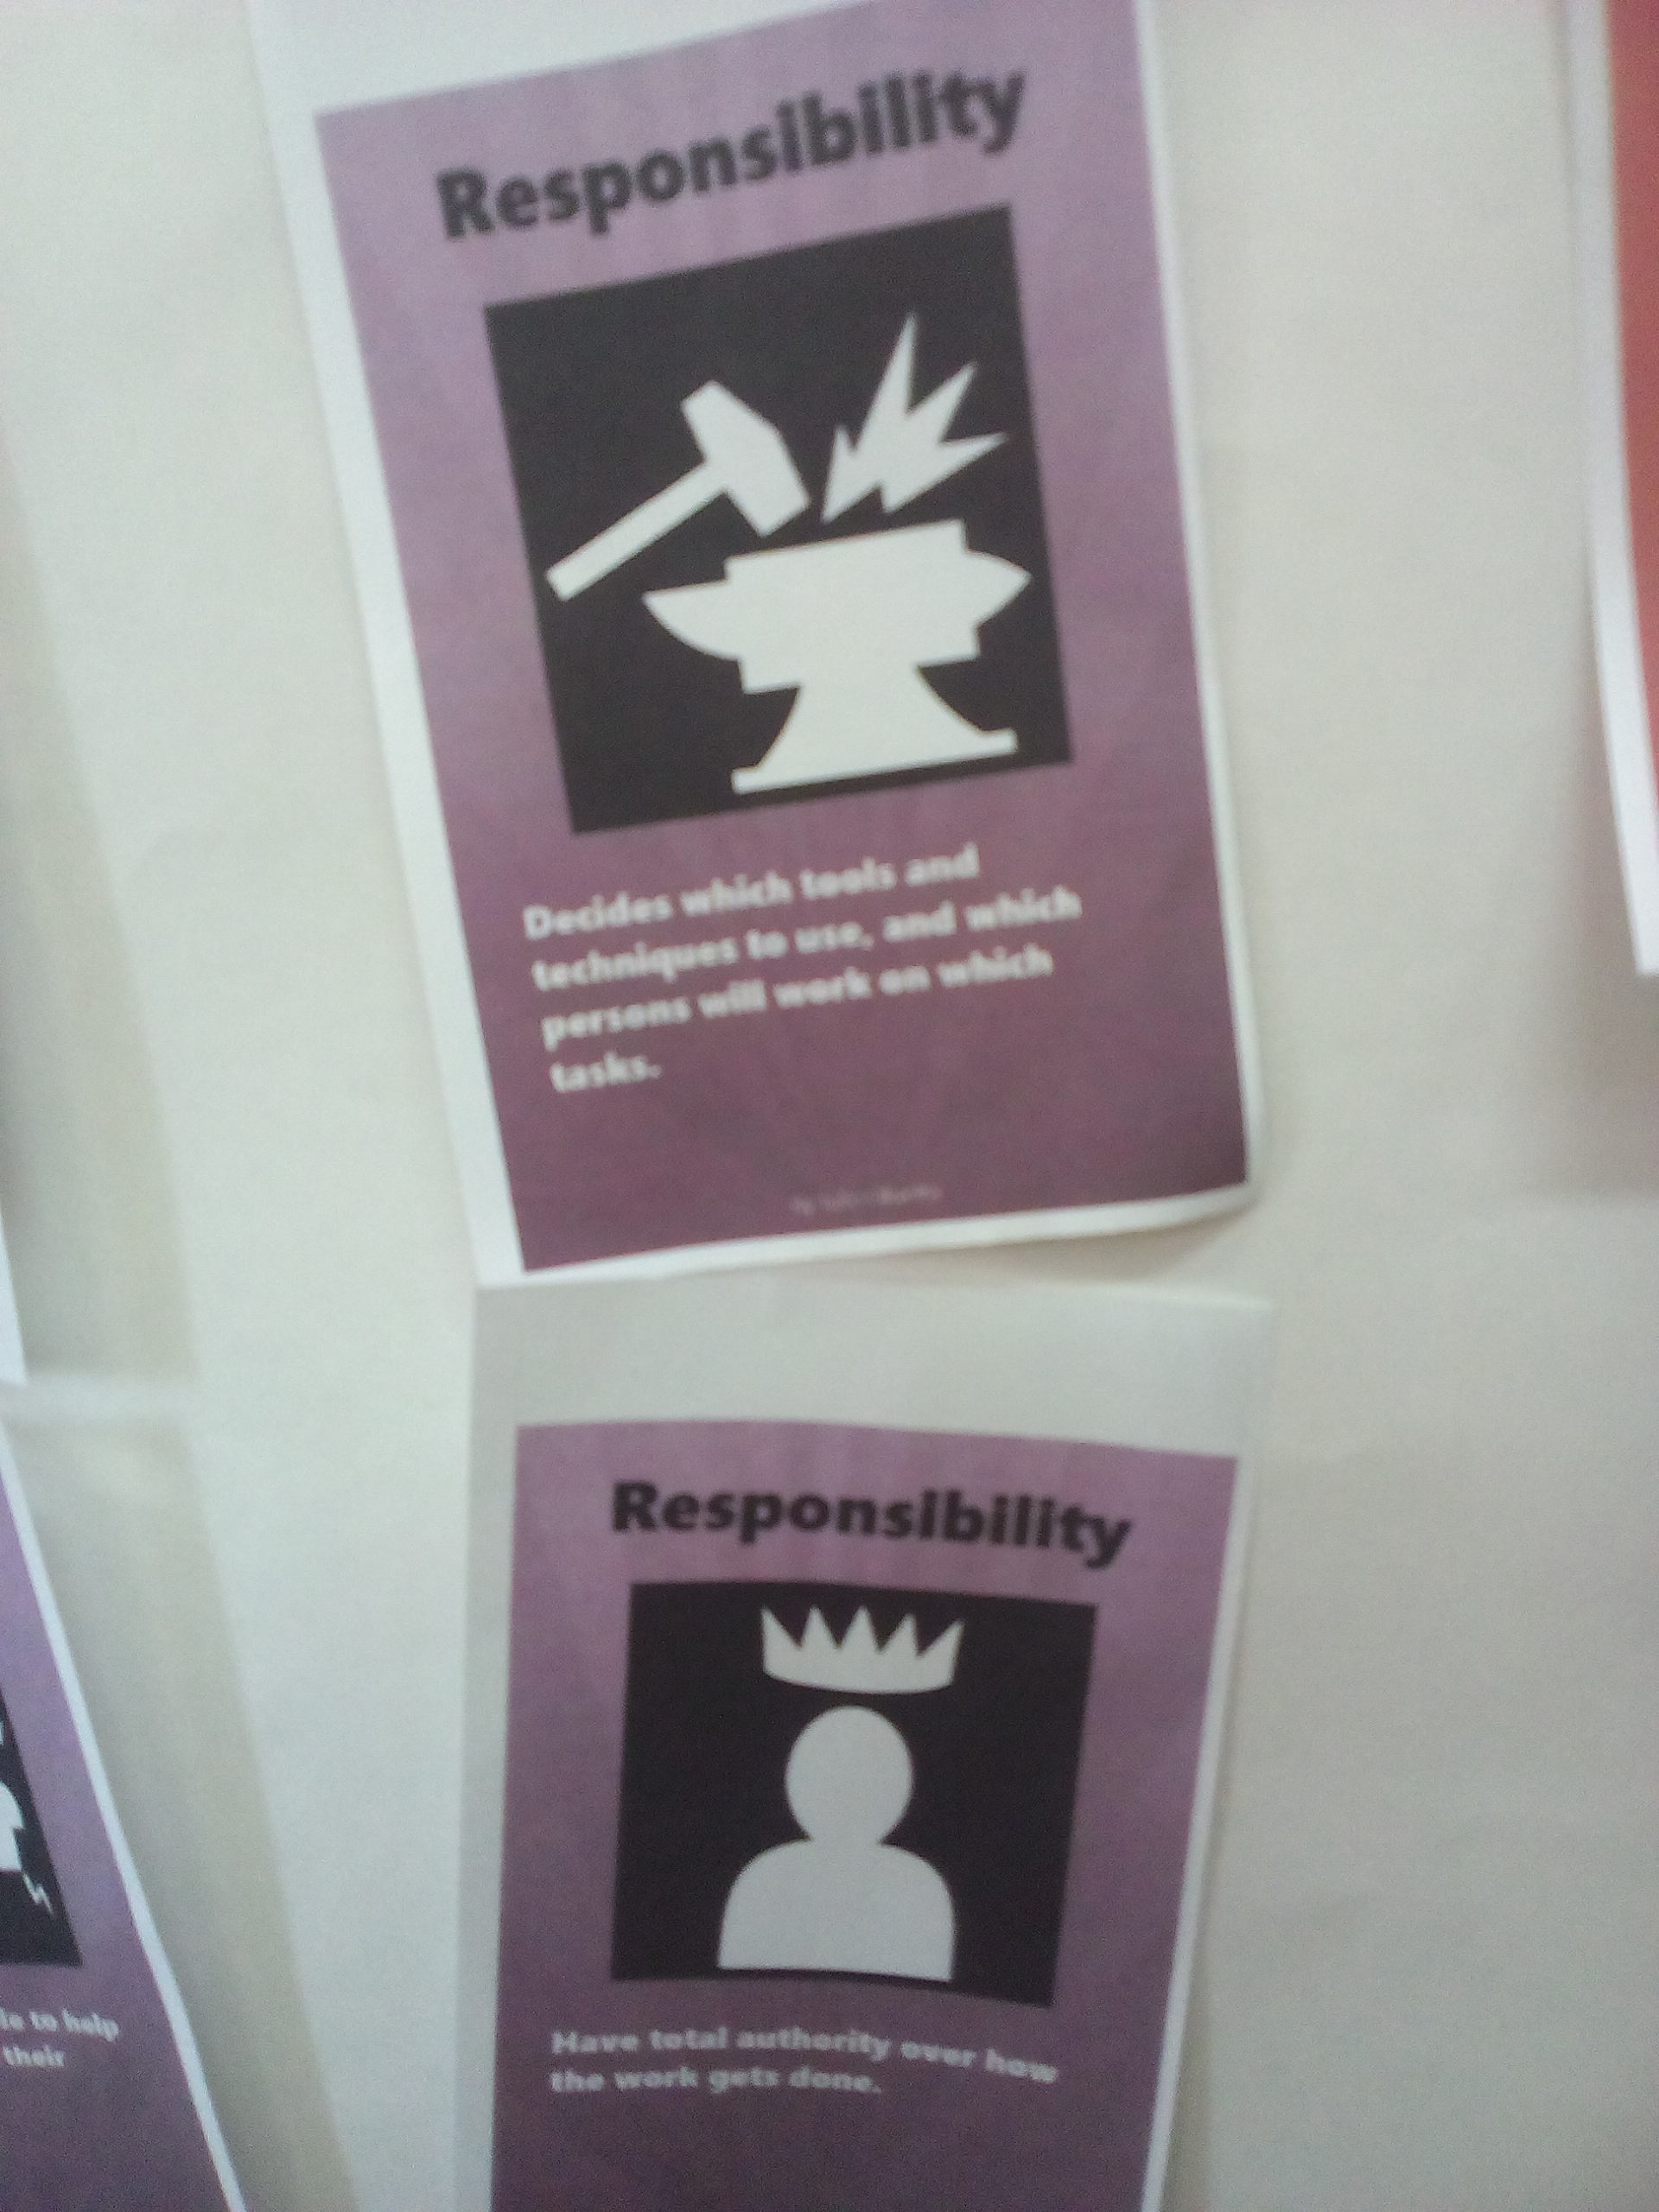 Responsibility
Decides which tools and
techniques to use, and which
persons will work on which
tasks.
Responsibility
Have total authority over how
the work gets done.
to help
their